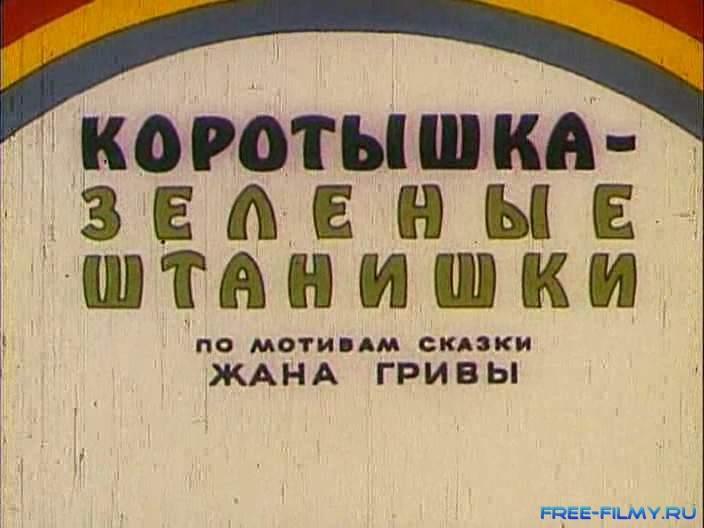 КОРОТЫШКА-
ЗЕЛЕНЫЕ
ШТАНИШКИ
ПО МОТИВАМ СКАЗКИ
ЖАНА ГРИВЫ
FREE-FILMY.RU